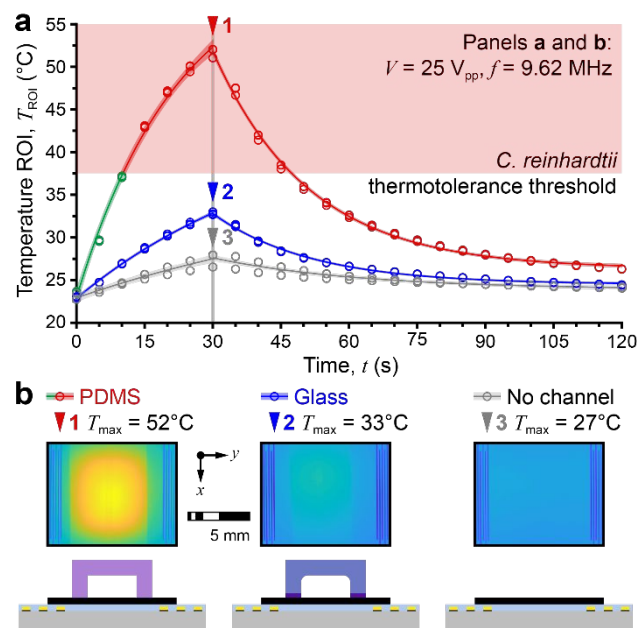 a
Temperature ROI, T_ROI (°C)
55
50
45
40
35
30
25
20
1
2
3
Panels a and b:
V = 25 Vpp, f = 9.62 MHz
C. reinhardtii
thermotolerance threshold
0 15 30 45 60 75 90 105 120
Time, t (s)
b
PDMS
1 Tmax = 52°C
Glass
2 Tmax = 33°C
No channel
3 Tmax = 27°C
y
x
5 mm